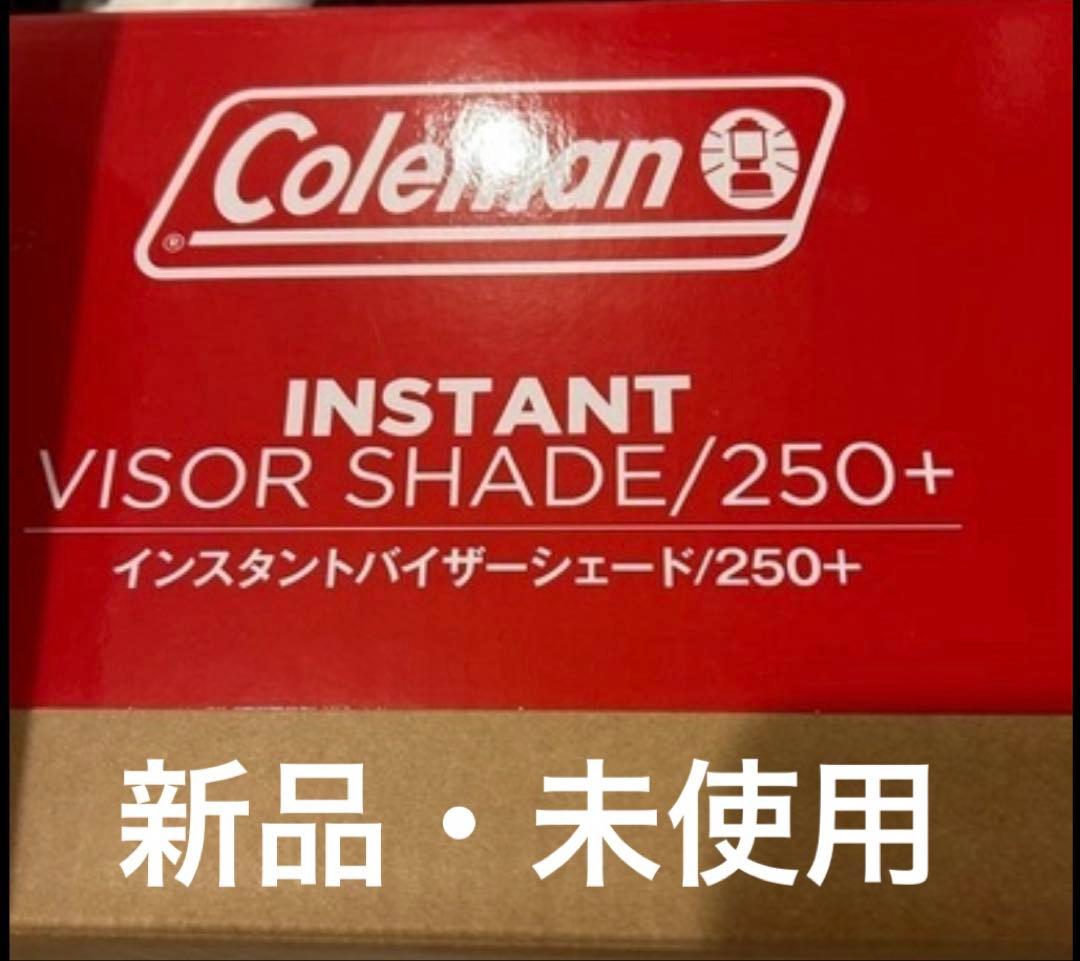 Coleman
®
INSTANT
VISOR SHADE/250+
インスタントバイザーシェード/250+
新品・未使用